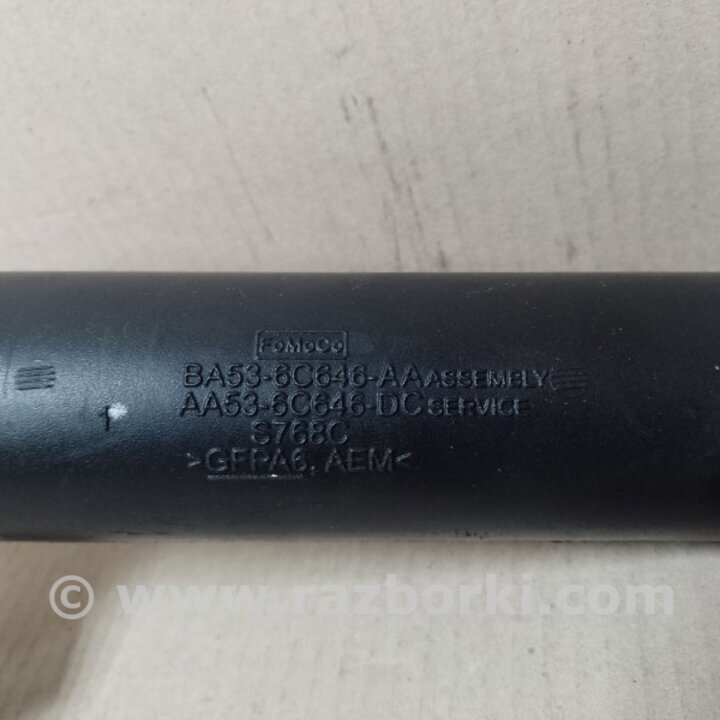 FoMoCo
BA53-6C646-AA ASSEMBLY
AA53-6C646-DC SERVICE
S768C
>GFPA6, AEM<
© www.razborki.com